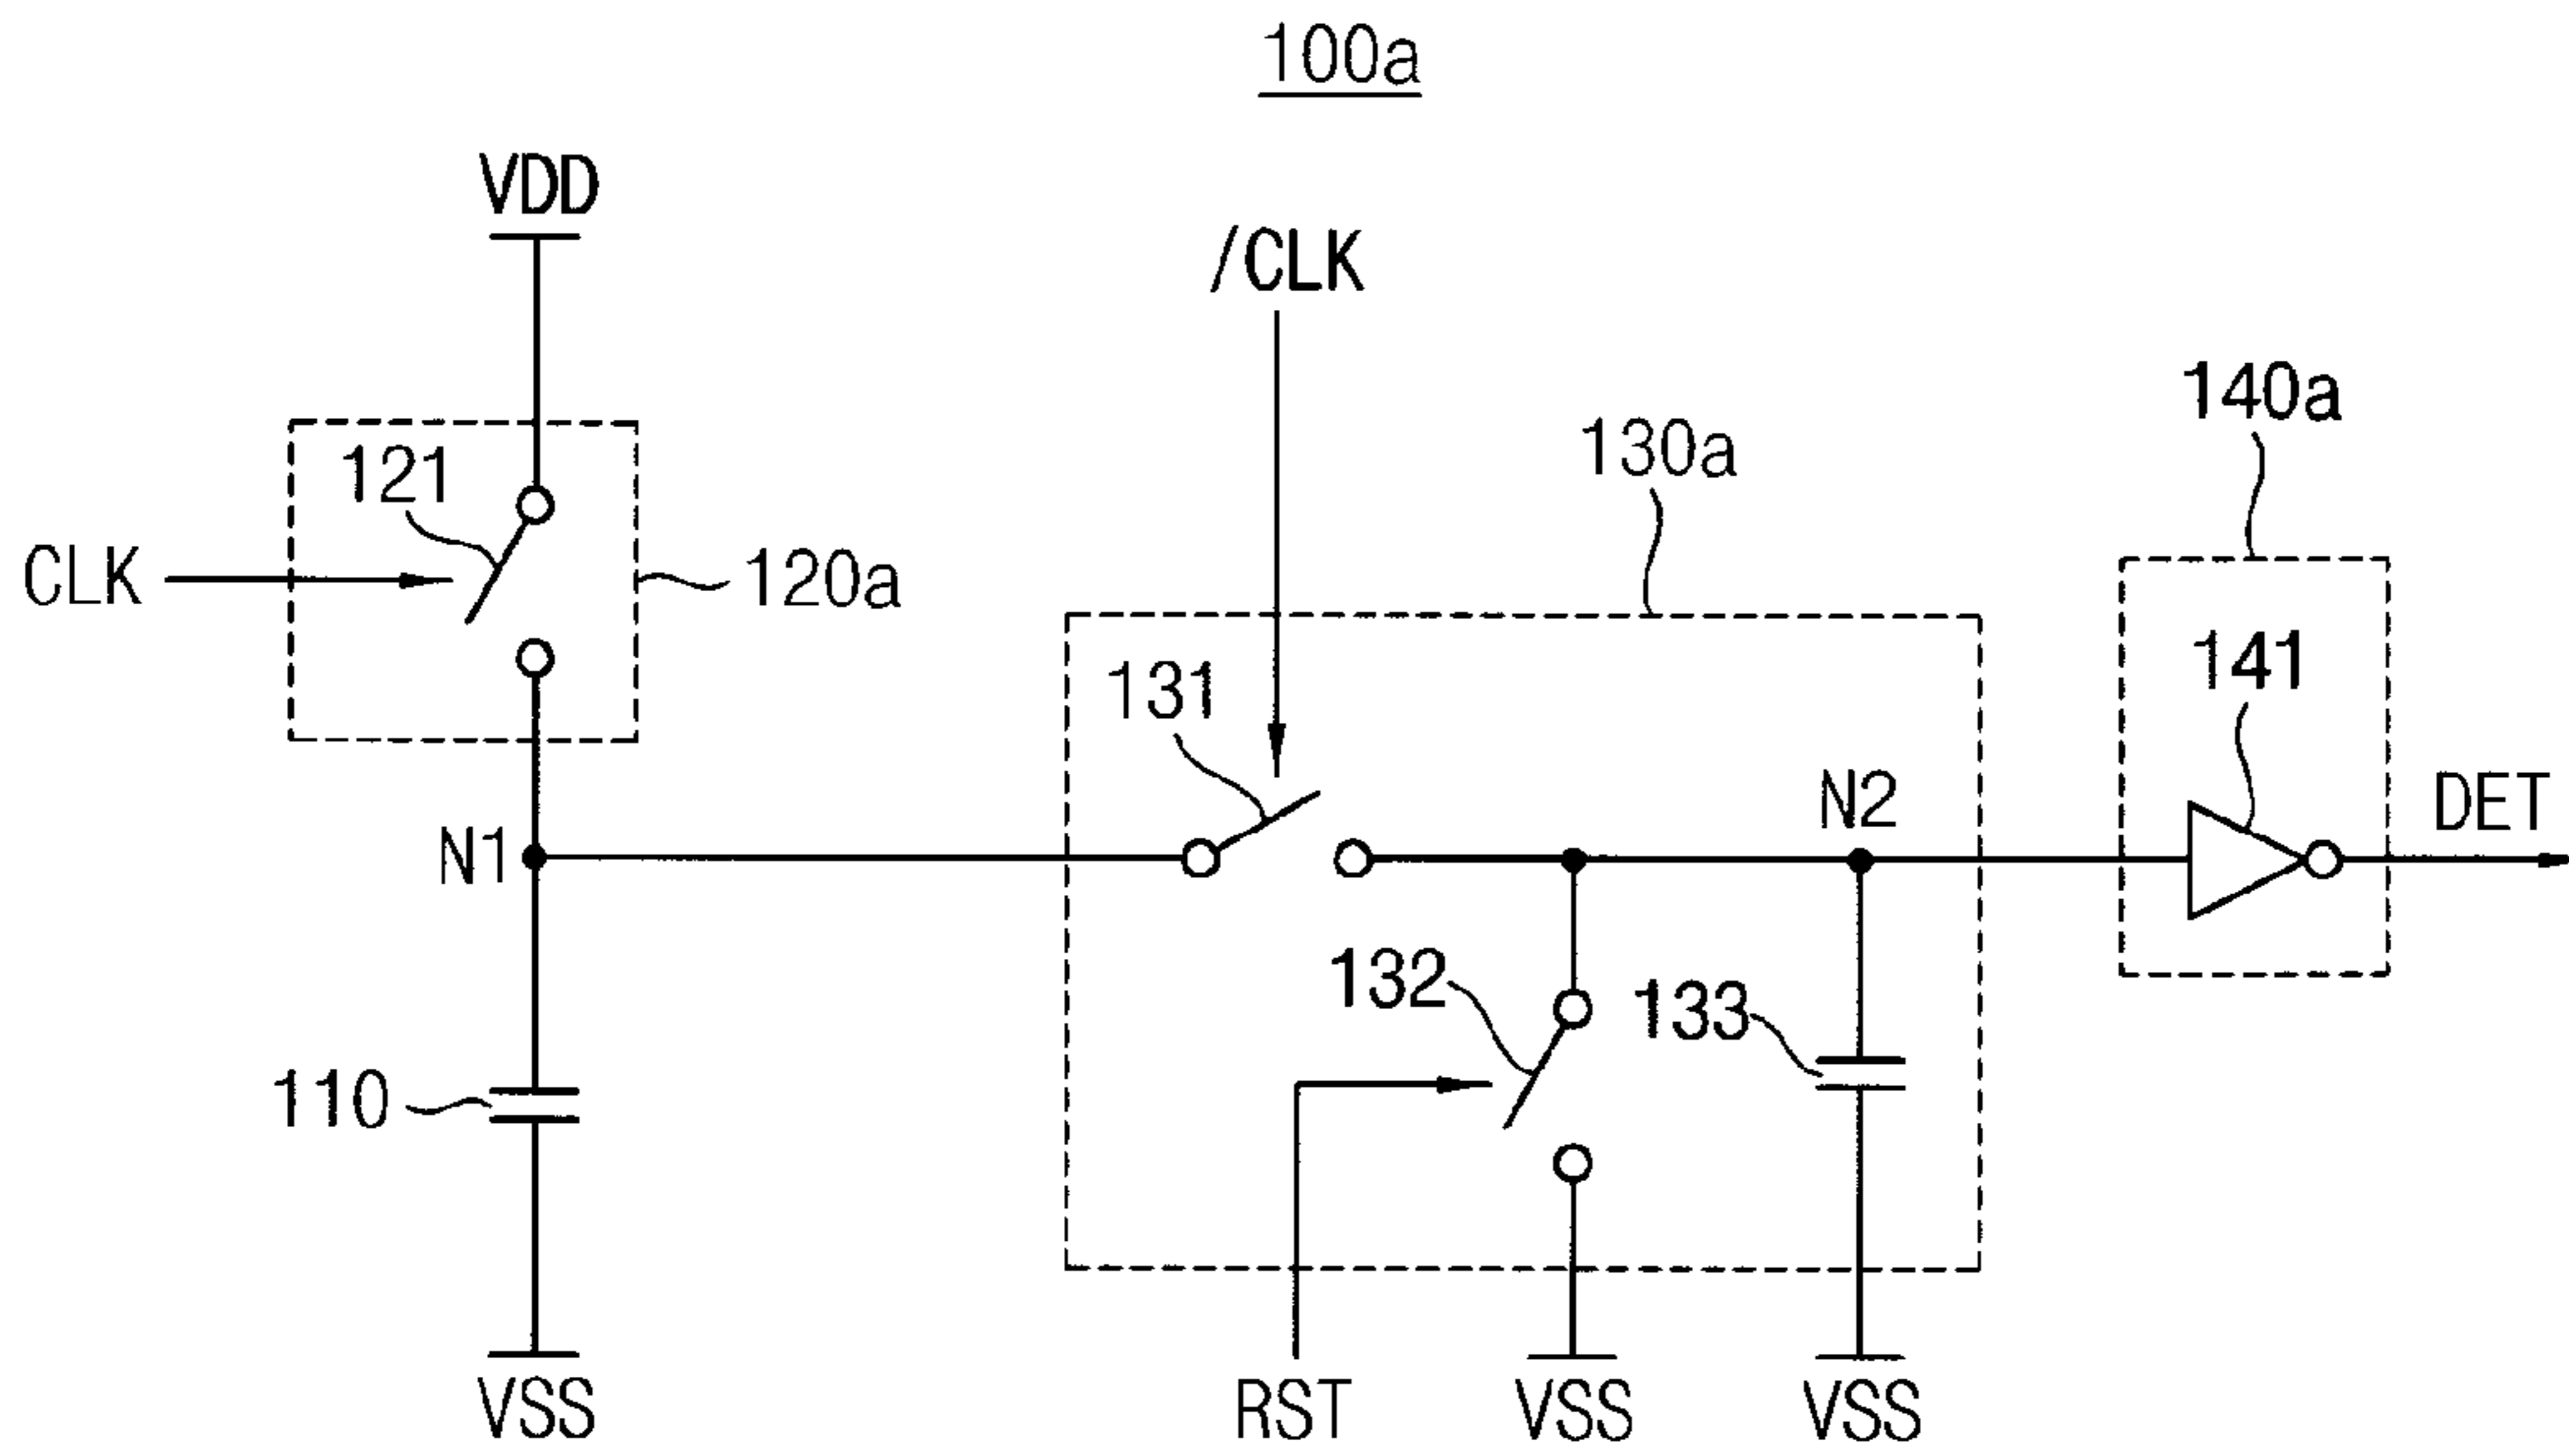 100a
VDD
/CLK
140a
121
130a
CLK
120a
141
131
N2
DET
N1
132
133
110
VSS
RST
VSS
VSS